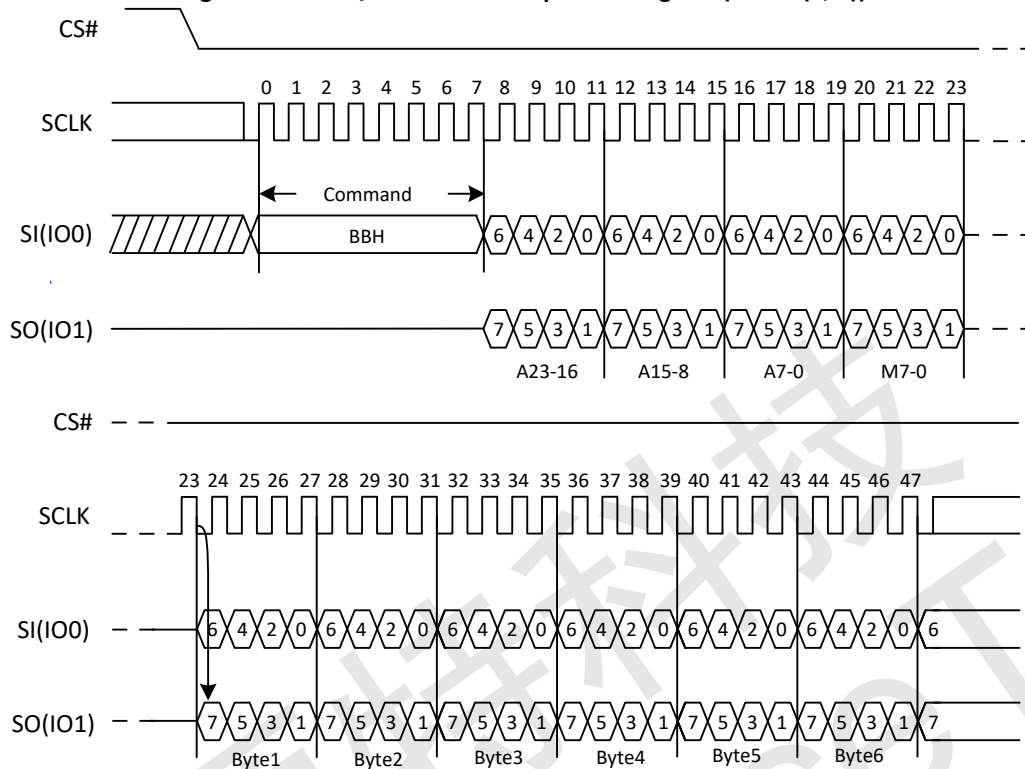 CS#
0 1 2 3 4 5 6 7 8 9 10 11 12 13 14 15 16 17 18 19 20 21 22 23
SCLK
Command
SI(IO0)
BBH
6 4 2 0 6 4 2 0 6 4 2 0 6 4 2 0
SO(IO1)
7 5 3 1 7 5 3 1 7 5 3 1 7 5 3 1
A23-16 A15-8 A7-0 M7-0
CS#
23 24 25 26 27 28 29 30 31 32 33 34 35 36 37 38 39 40 41 42 43 44 45 46 47
SCLK
SI(IO0)
6 4 2 0 6 4 2 0 6 4 2 0 6 4 2 0 6 4 2 0 6 4 2 0 6
SO(IO1)
7 5 3 1 7 5 3 1 7 5 3 1 7 5 3 1 7 5 3 1 7 5 3 1 7
Byte1 Byte2 Byte3 Byte4 Byte5 Byte6
特科技